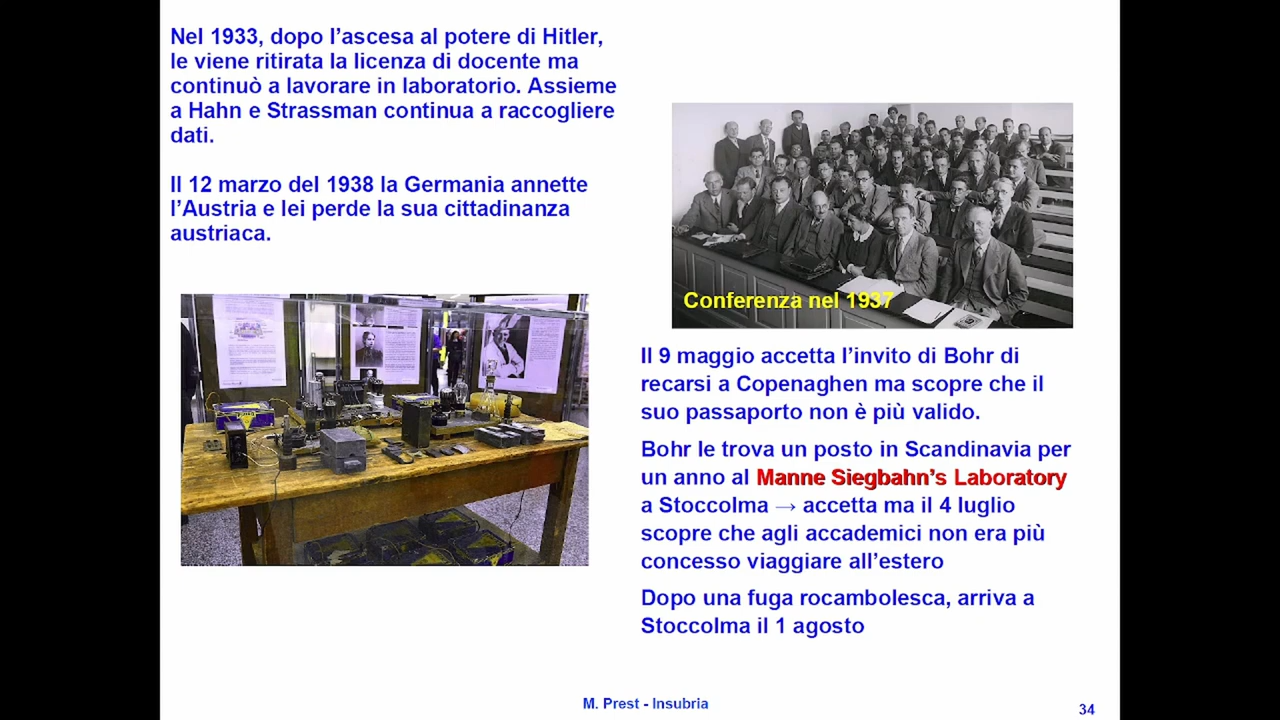 Nel 1933, dopo l’ascesa al potere di Hitler,
le viene ritirata la licenza di docente ma
continuò a lavorare in laboratorio. Assieme
a Hahn e Strassman continua a raccogliere
dati.
Il 12 marzo del 1938 la Germania annette
l’Austria e lei perde la sua cittadinanza
austriaca.
Conferenza nel 1937
Il 9 maggio accetta l’invito di Bohr di
recarsi a Copenaghen ma scopre che il
suo passaporto non è più valido.
Bohr le trova un posto in Scandinavia per
un anno al Manne Siegbahn’s Laboratory
a Stoccolma → accetta ma il 4 luglio
scopre che agli accademici non era più
concesso viaggiare all’estero
Dopo una fuga rocambolesca, arriva a
Stoccolma il 1 agosto
M. Prest - Insubria
34